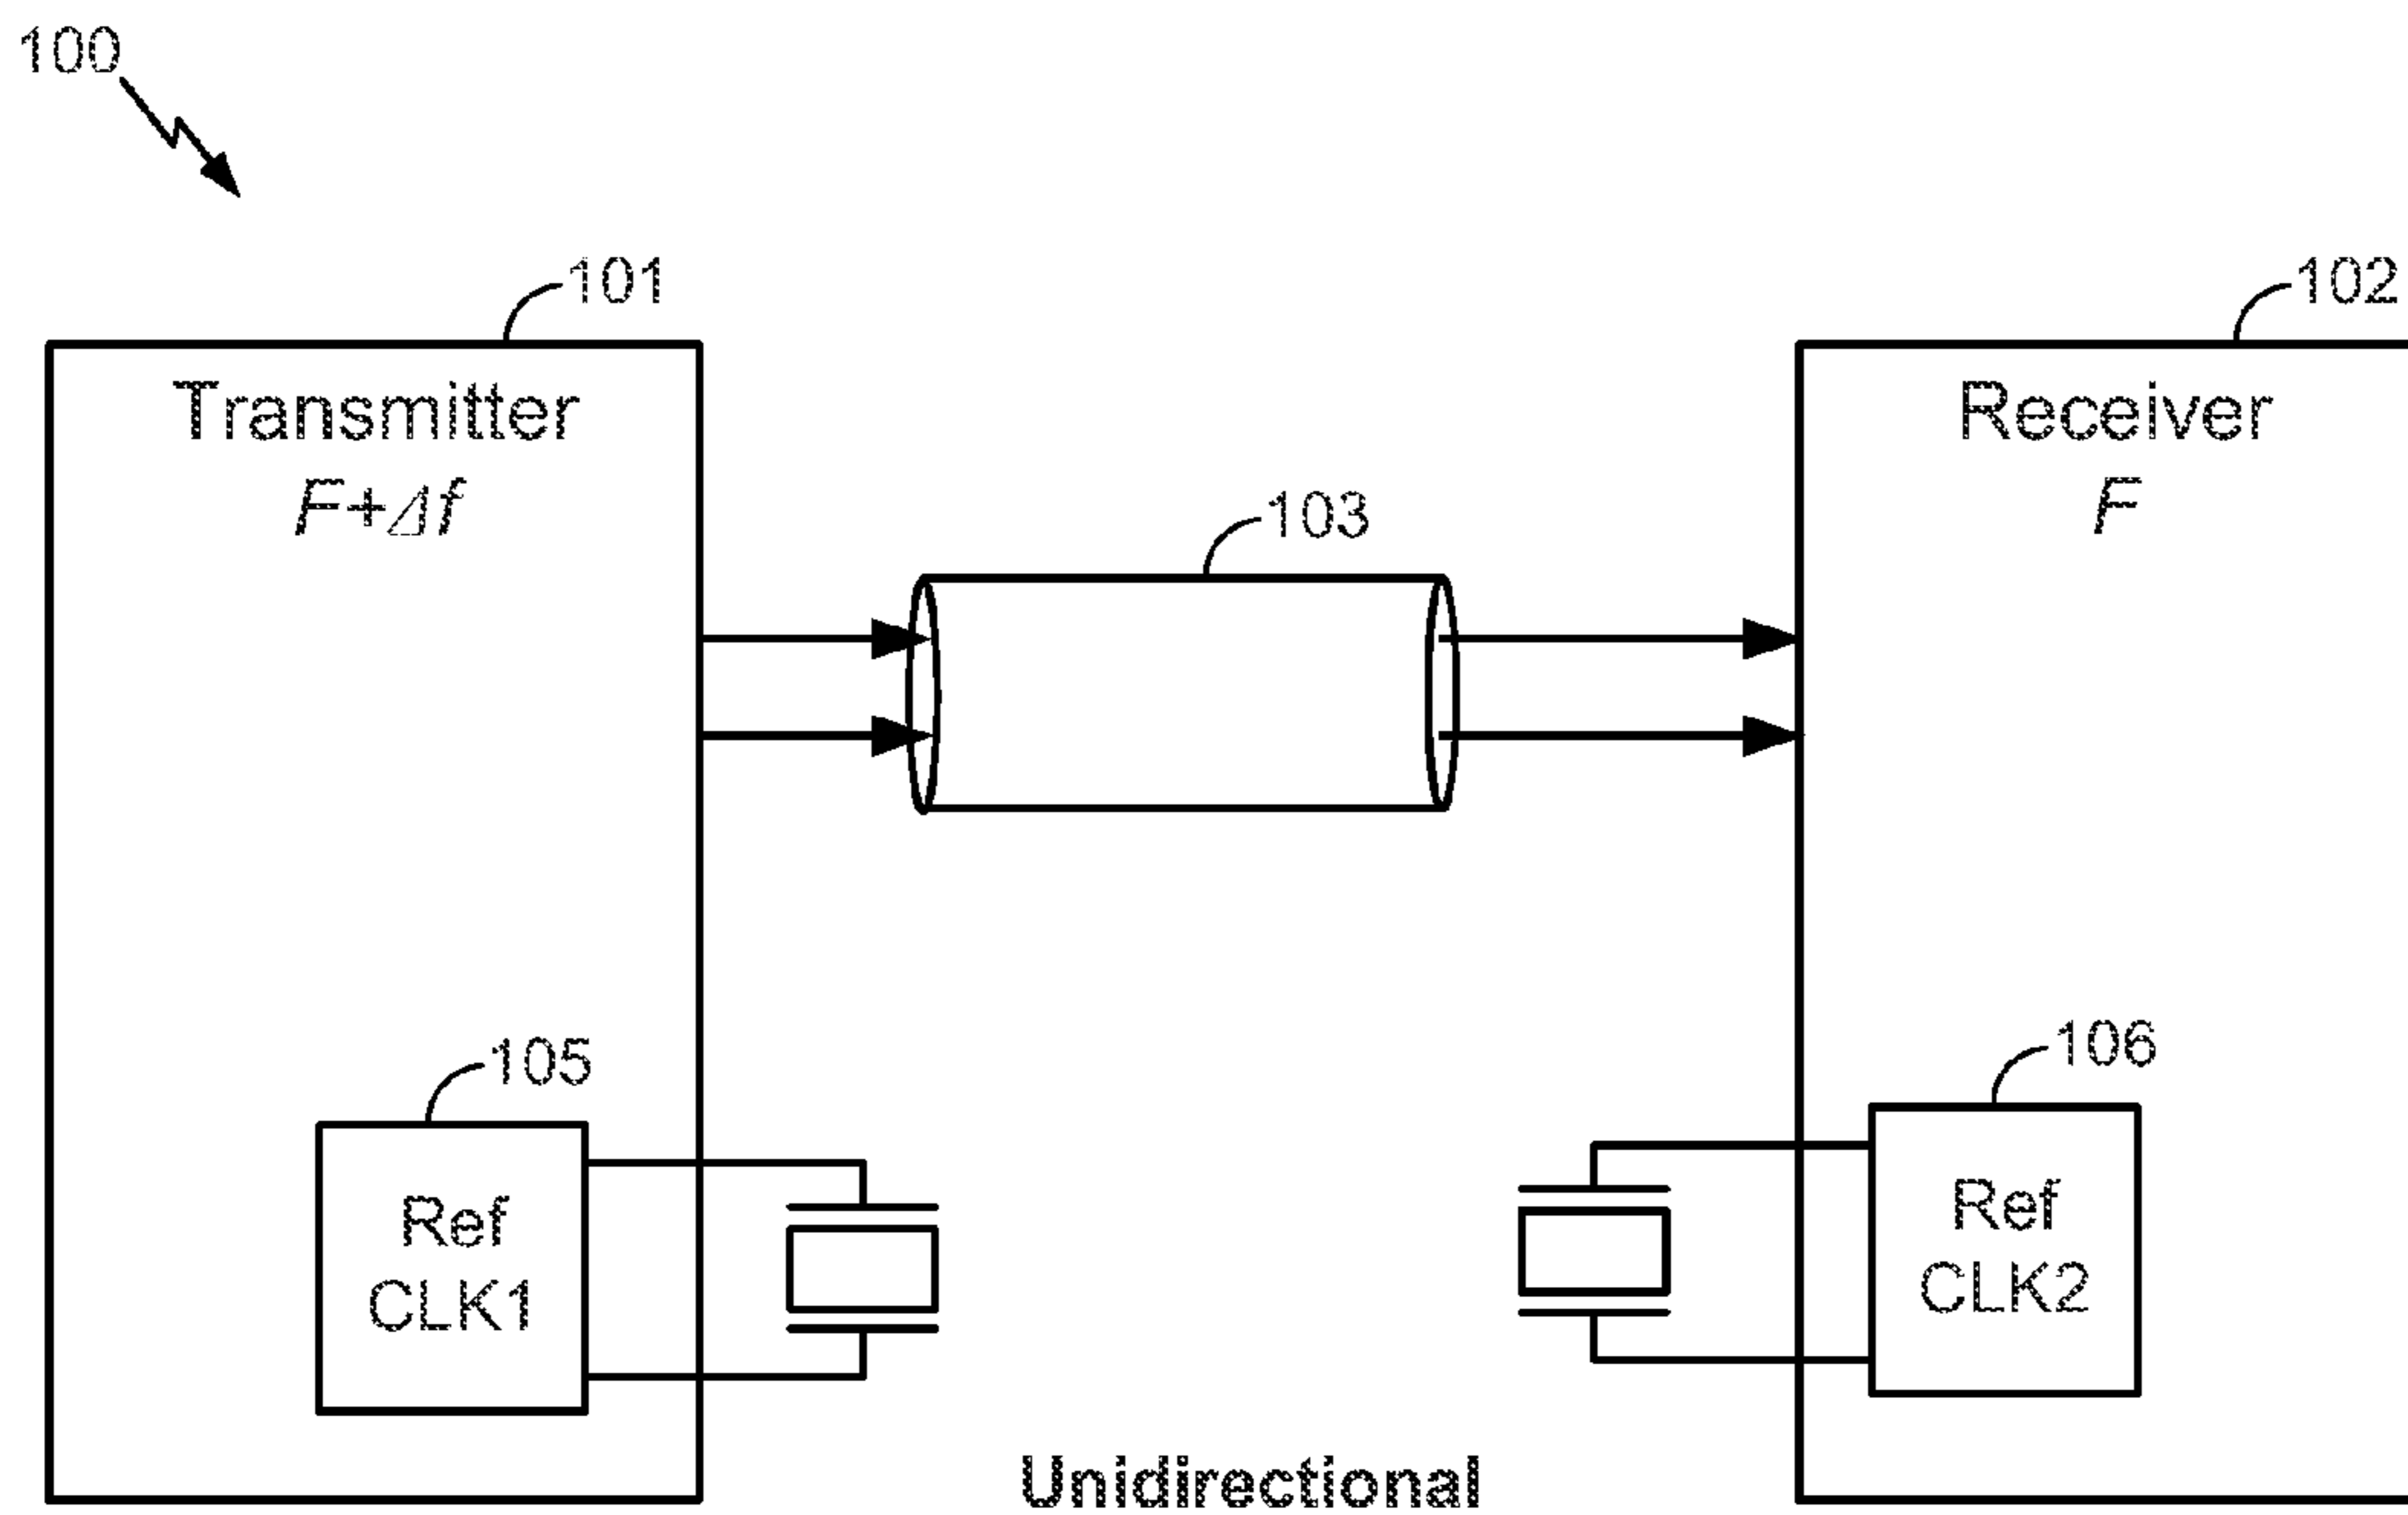 100
101
102
Transmitter
F+Δf
Receiver
F
103
105
106
Ref
CLK1
Ref
CLK2
Unidirectional